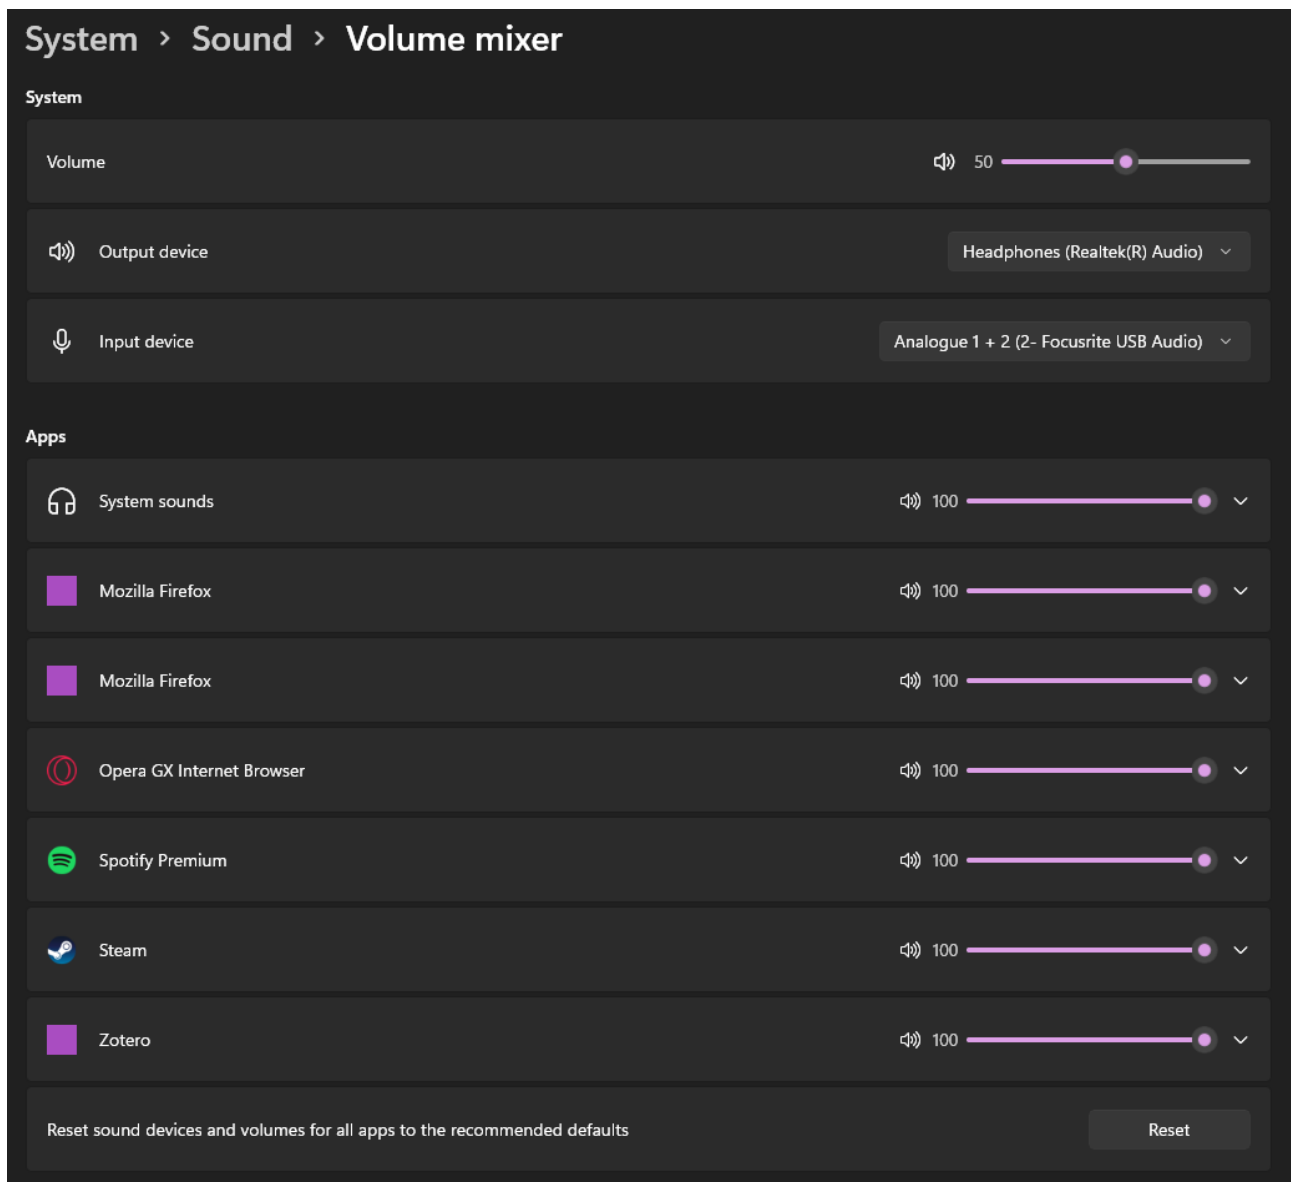 System > Sound > Volume mixer
System
Volume 50
Output device Headphones (Realtek(R) Audio)
Input device Analogue 1 + 2 (2- Focusrite USB Audio)
Apps
System sounds 100
Mozilla Firefox 100
Mozilla Firefox 100
Opera GX Internet Browser 100
Spotify Premium 100
Steam 100
Zotero 100
Reset sound devices and volumes for all apps to the recommended defaults Reset